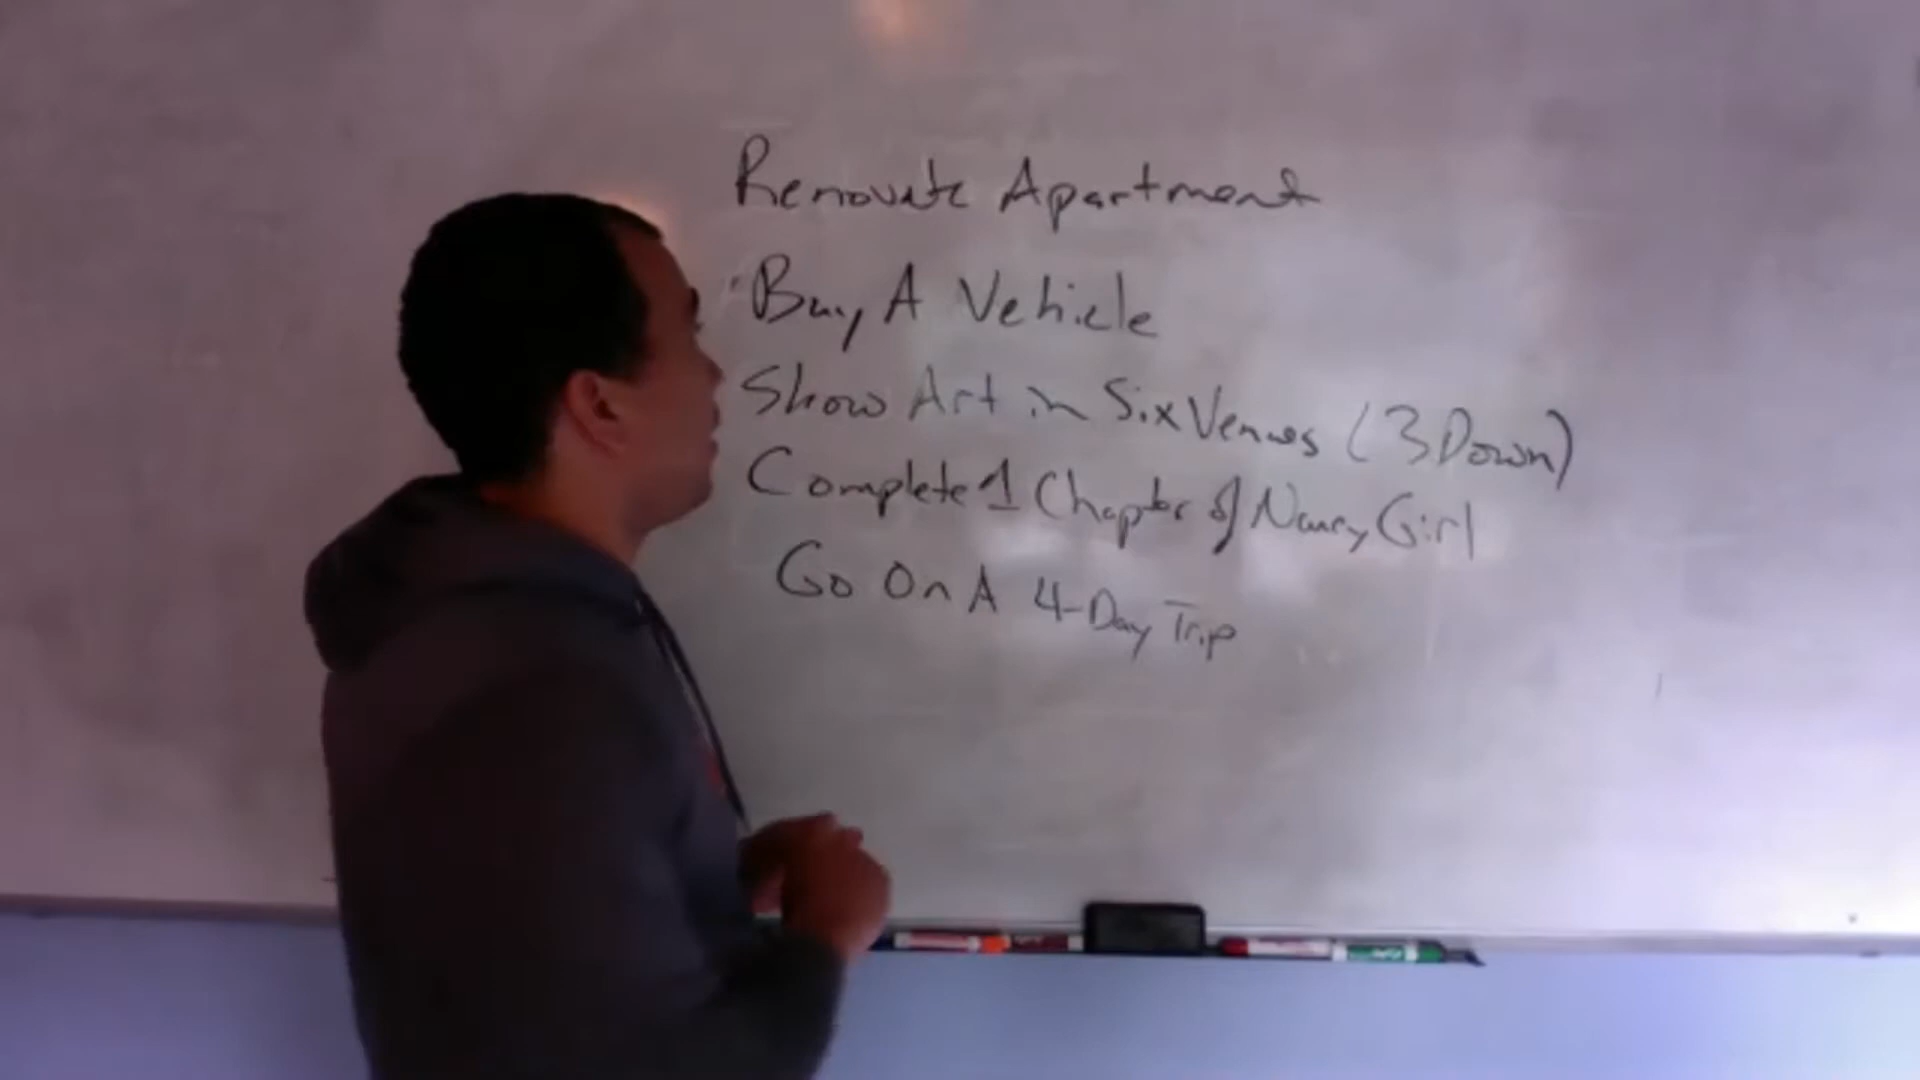 Renovate Apartment
Buy A Vehicle
Show Art in Six Venues (3 Down)
Complete 1 Chapter of Nancy Girl
Go On A 4-Day Trip